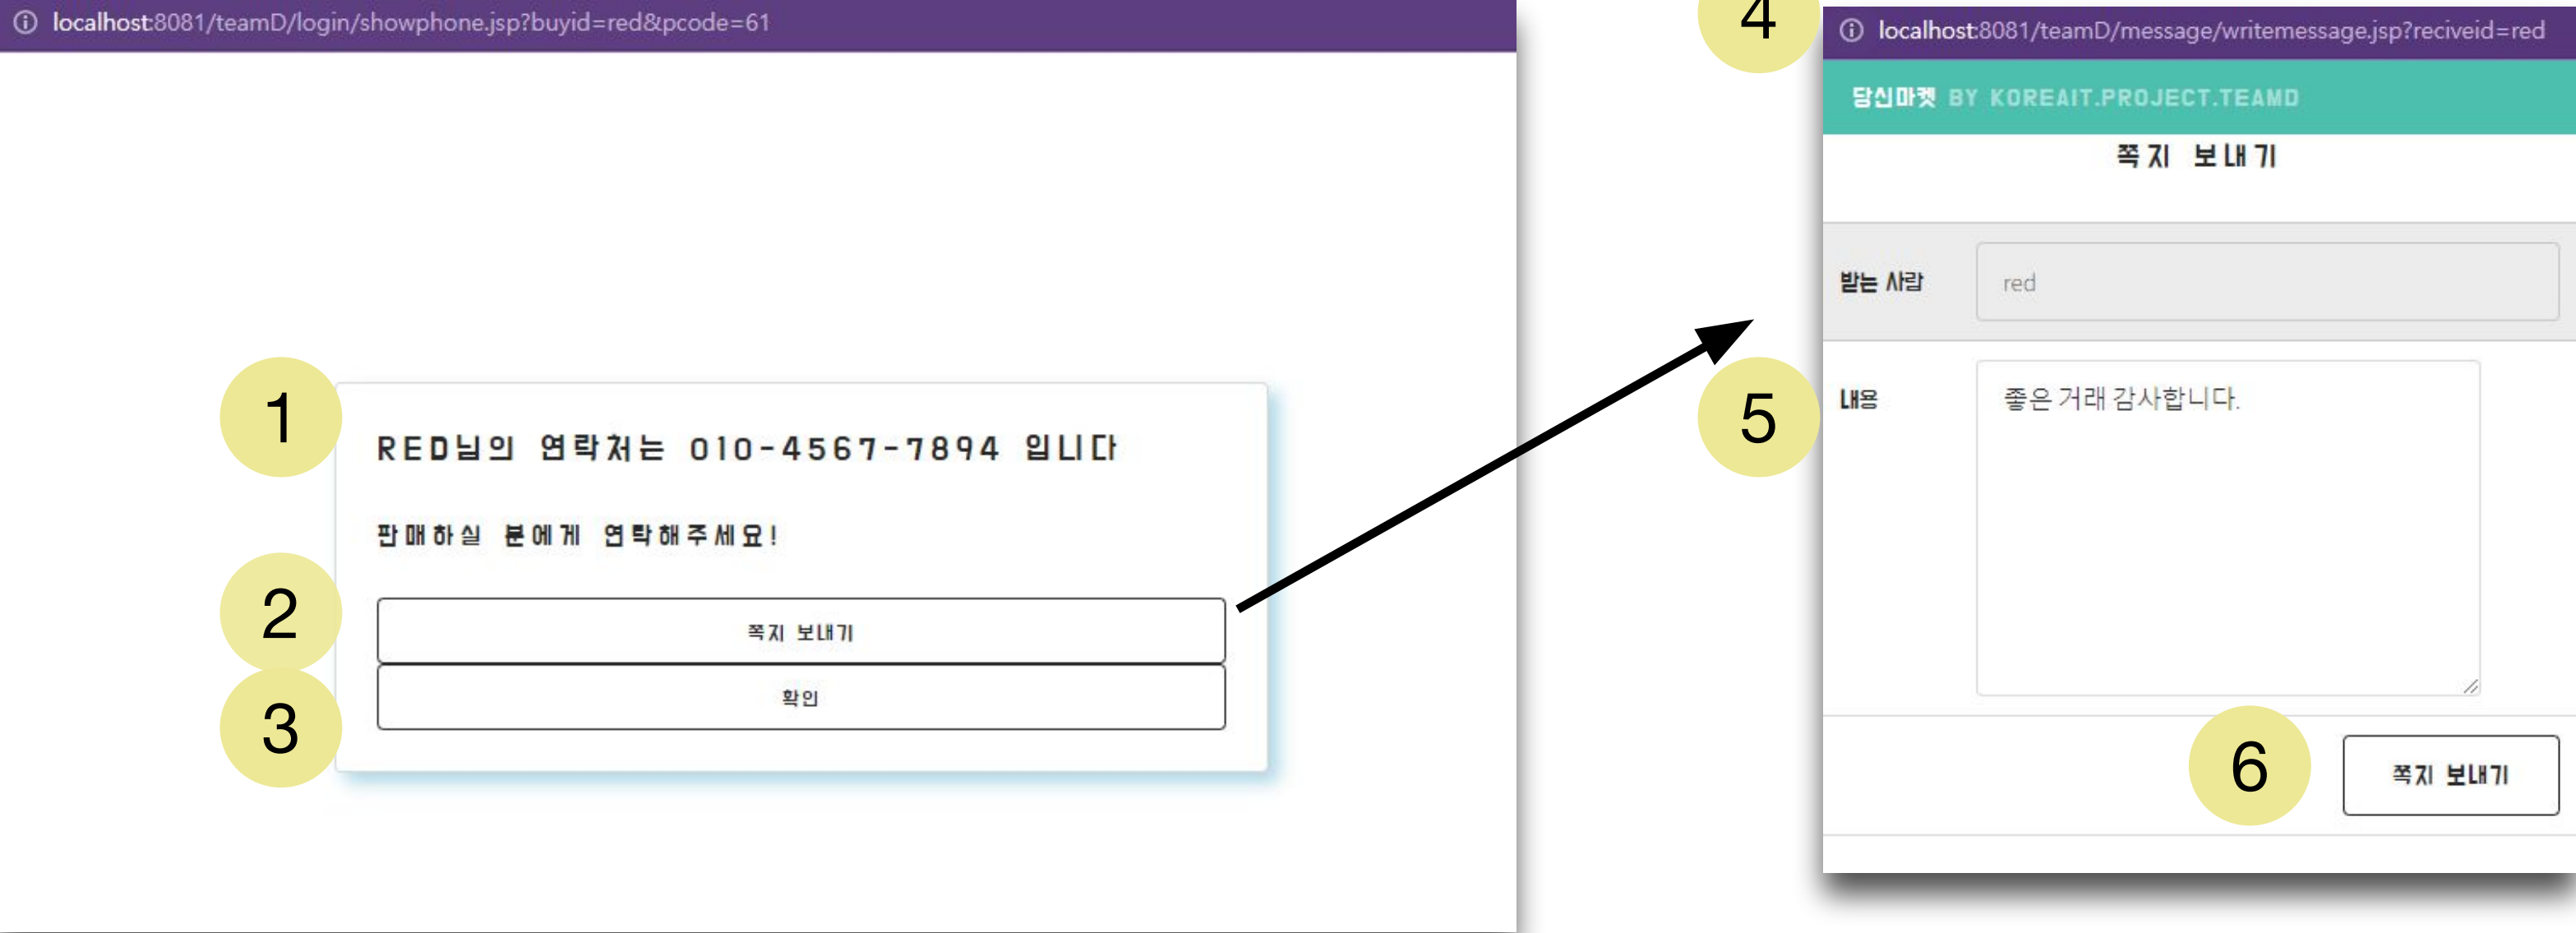 localhost:8081/teamD/login/showphone.jsp?buyid=red&pcode=61
1
RED님의 연락처는 010-4567-7894 입니다
판매하실 분에게 연락해주세요!
2
쪽지 보내기
3
확인
4
localhost:8081/teamD/message/writemessage.jsp?reciveid=red
당신마켓 BY KOREAIT.PROJECT.TEAMD
쪽지 보내기
받는 사람
red
5
내용
좋은 거래 감사합니다.
6
쪽지 보내기